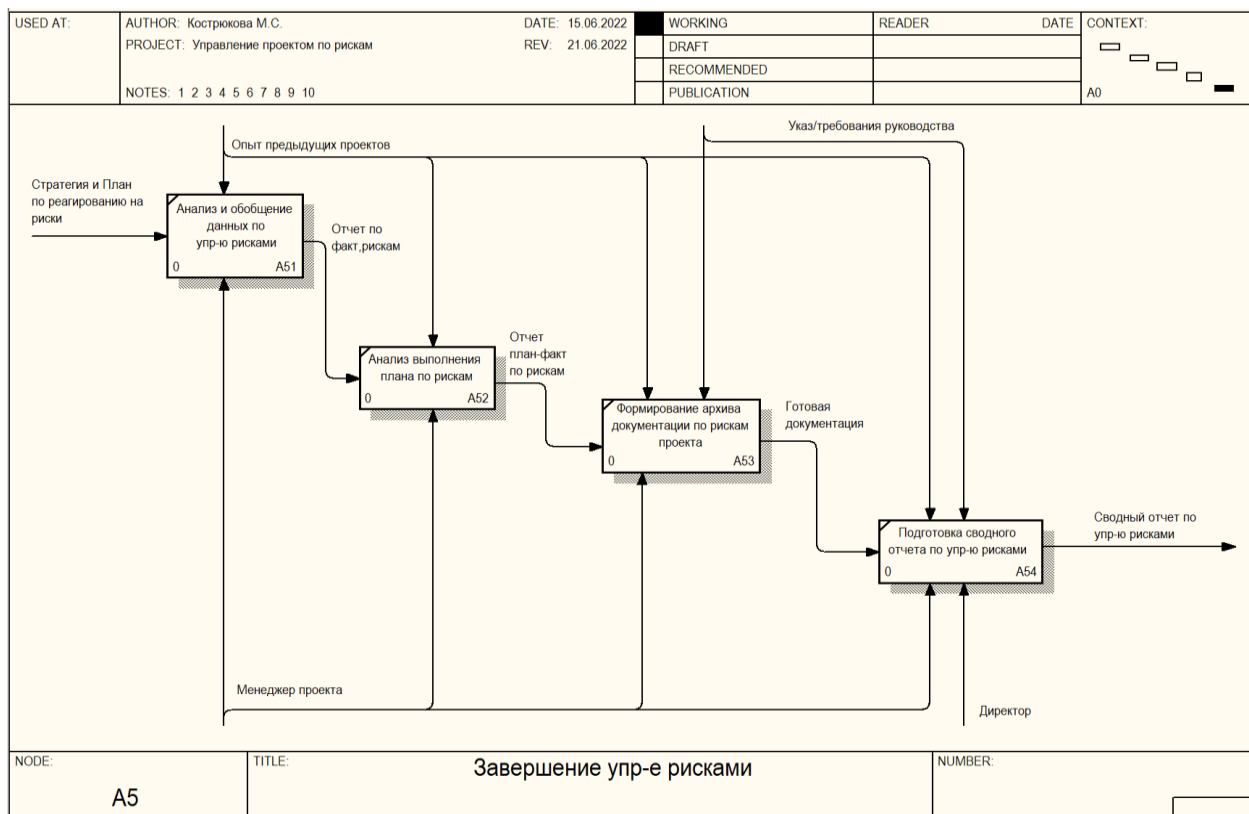 USED AT:
AUTHOR: Кострюкова М.С.
DATE: 15.06.2022
PROJECT: Управление проектом по рискам
REV: 21.06.2022
NOTES: 1 2 3 4 5 6 7 8 9 10
WORKING
DRAFT
RECOMMENDED
PUBLICATION
READER
DATE
CONTEXT:
A0
Указ/требования руководства
Опыт предыдущих проектов
Стратегия и План
по реагированию на
риски
Анализ и обобщение
данных по
упр-ю рисками
0
A51
Отчет по
факт,рискам
Анализ выполнения
плана по рискам
0
A52
Отчет
план-факт
по рискам
Формирование архива
документации по рискам
проекта
0
A53
Готовая
документация
Подготовка сводного
отчета по упр-ю рисками
0
A54
Сводный отчет по
упр-ю рисками
Менеджер проекта
Директор
NODE:
A5
TITLE:
Завершение упр-е рисками
NUMBER: